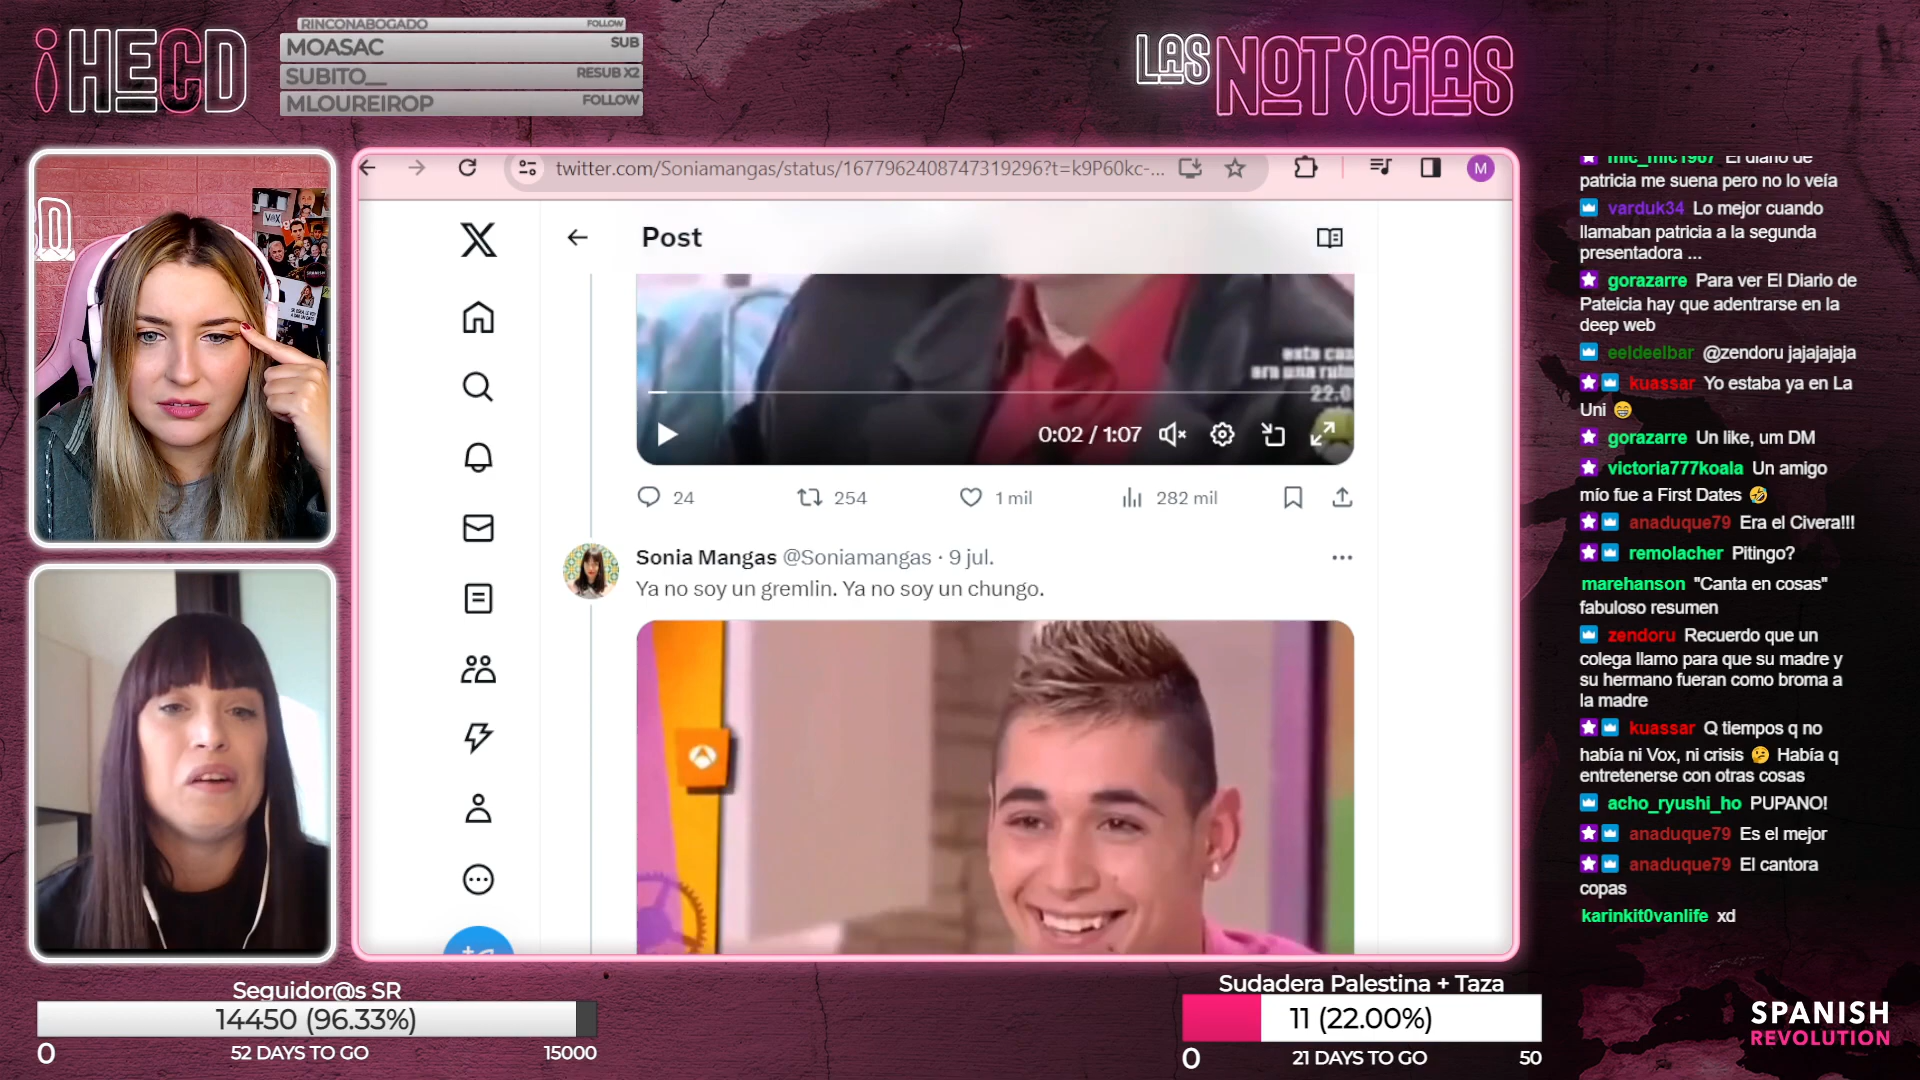 ¡HECD
RINCONABOGADO FOLLOW
MOASAC SUB
SUBITO__ RESUB X2
MLOUREIROP FOLLOW
LAS NOTICIAS
twitter.com/Soniamangas/status/1677962408747319296?t=k9P60kc-...
M
Post
22.0
0:02 / 1:07
24 254 1 mil 282 mil
Sonia Mangas @Soniamangas · 9 jul.
Ya no soy un gremlin. Ya no soy un chungo.
mic_mic1967 El diario de
patricia me suena pero no lo veía
varduk34 Lo mejor cuando
llamaban patricia a la segunda
presentadora ...
gorazarre Para ver El Diario de
Pateicia hay que adentrarse en la
deep web
eeldeelbar @zendoru jajajajaja
kuassar Yo estaba ya en La
Uni 😁
gorazarre Un like, um DM
victoria777koala Un amigo
mío fue a First Dates 🤣
anaduque79 Era el Civera!!!
remolacher Pitingo?
marehanson "Canta en cosas"
fabuloso resumen
zendoru Recuerdo que un
colega llamo para que su madre y
su hermano fueran como broma a
la madre
kuassar Q tiempos q no
había ni Vox, ni crisis 🤔 Había q
entretenerse con otras cosas
acho_ryushi_ho PUPANO!
anaduque79 Es el mejor
anaduque79 El cantora
copas
karinkit0vanlife xd
Seguidor@s SR
14450 (96.33%)
0 52 DAYS TO GO 15000
Sudadera Palestina + Taza
11 (22.00%)
0 21 DAYS TO GO 50
SPANISH
REVOLUTION